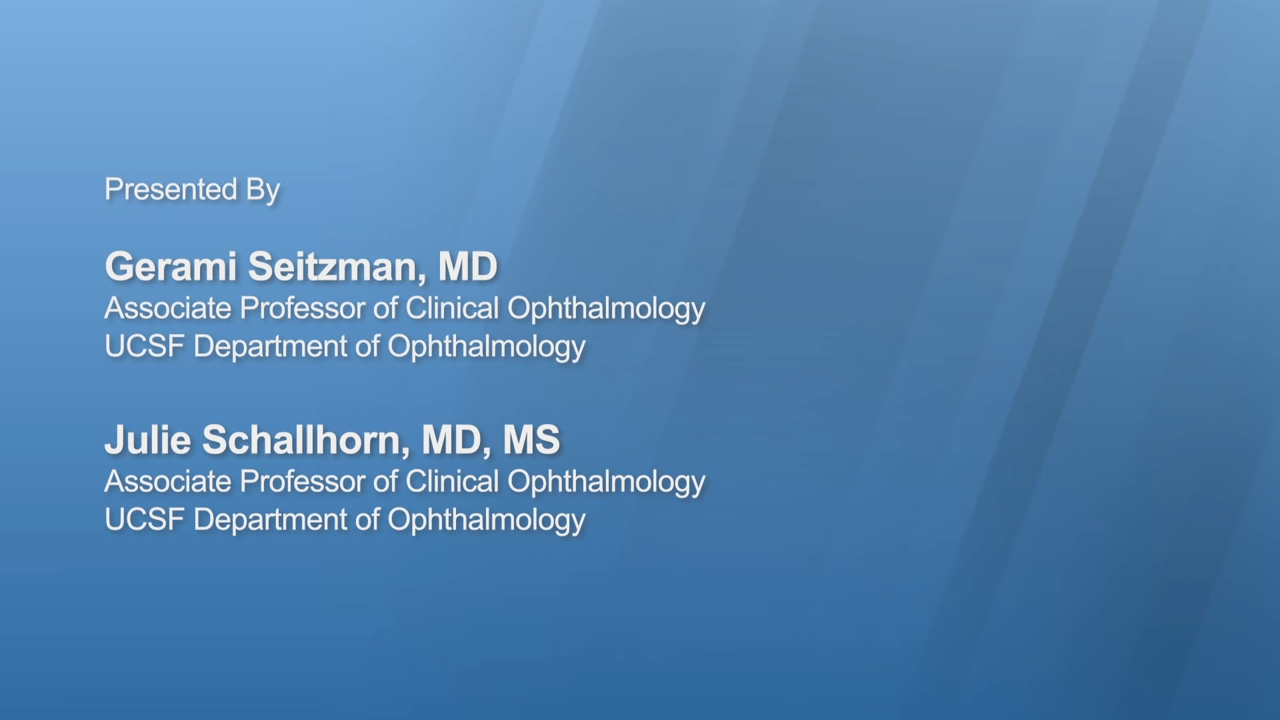 Presented By
Gerami Seitzman, MD
Associate Professor of Clinical Ophthalmology
UCSF Department of Ophthalmology
Julie Schallhorn, MD, MS
Associate Professor of Clinical Ophthalmology
UCSF Department of Ophthalmology